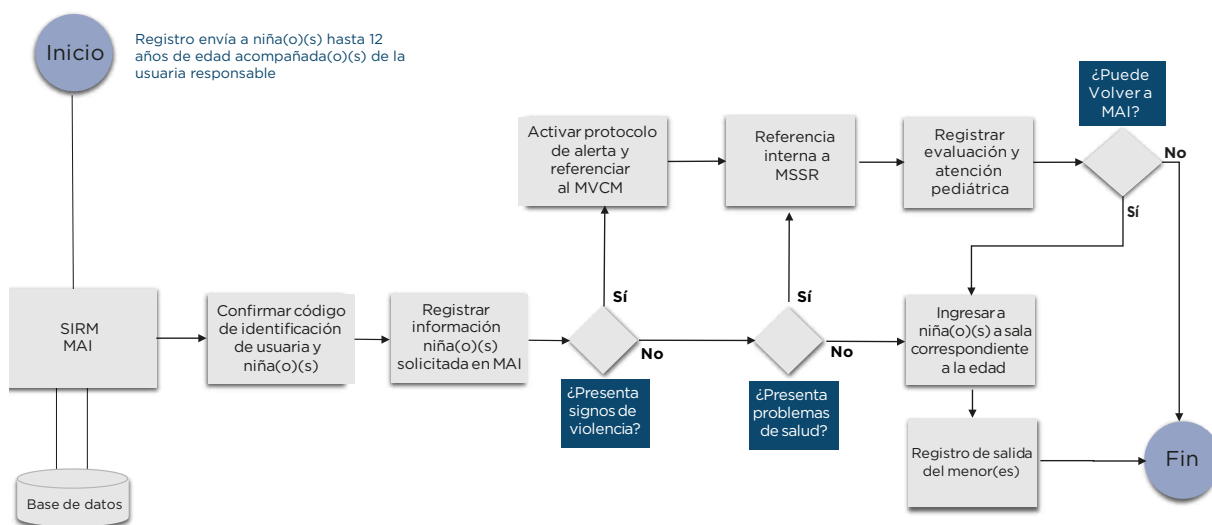 Inicio
Registro envía a niña(o)(s) hasta 12
años de edad acompañada(o)(s) de la
usuaria responsable
¿Puede
Volver a
MAI?
No
Sí
Activar protocolo
de alerta y
referenciar
al MVCM
Referencia
interna a
MSSR
Registrar
evaluación y
atención
pediátrica
SIRM
MAI
Confirmar código
de identificación
de usuaria y
niña(o)(s)
Registrar
información
niña(o)(s)
solicitada en MAI
Sí
No
¿Presenta
signos de
violencia?
Sí
No
¿Presenta
problemas
de salud?
Ingresar a
niña(o)(s) a sala
correspondiente
a la edad
Registro de salida
del menor(es)
Fin
Base de datos